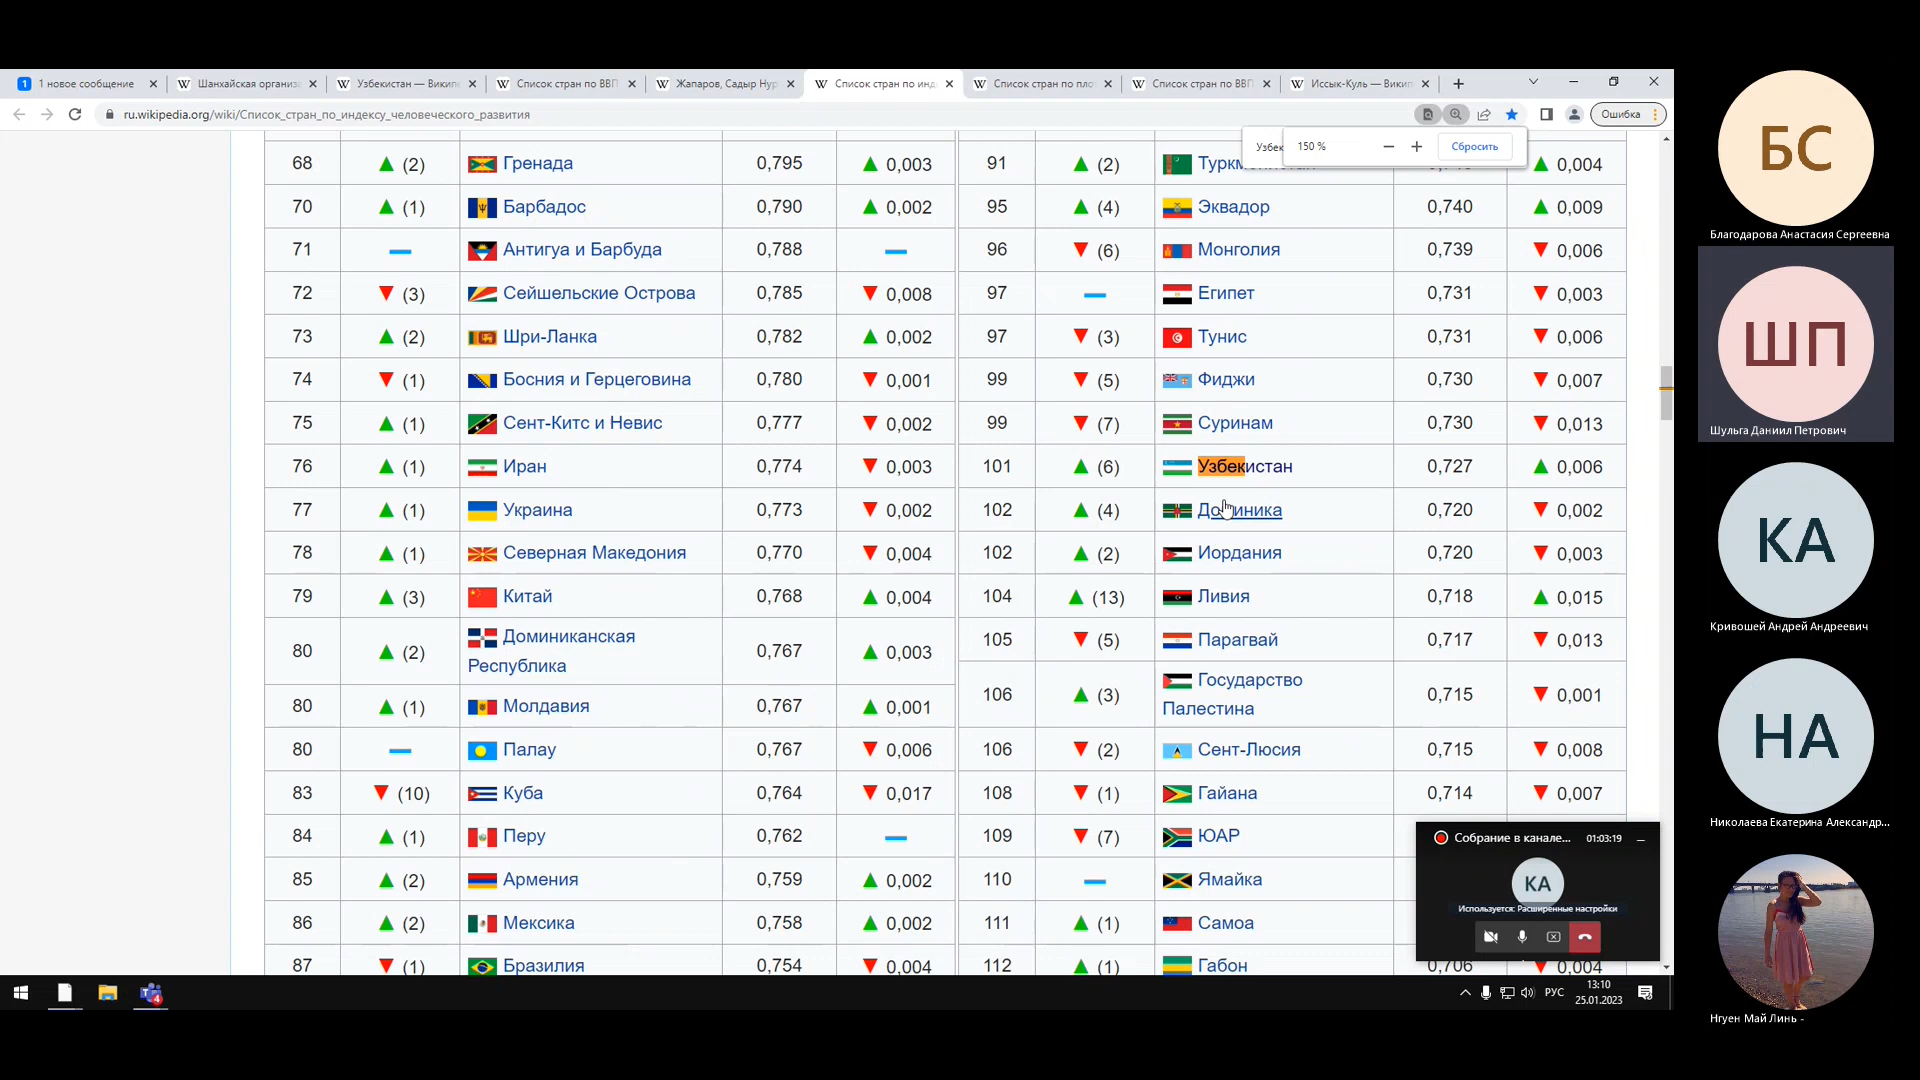 1 новое сообщение
Шанхайская организа
Узбекистан — Викип
Список стран по ВВП
Жапаров, Садыр Нур
Список стран по инд
Список стран по пло
Список стран по ВВП
Иссык-Куль — Викип
ru.wikipedia.org/wiki/Список_стран_по_индексу_человеческого_развития
Ошибка
Узбек
150 %
Сбросить
68 (2) Гренада 0,795 0,003
70 (1) Барбадос 0,790 0,002
71 Антигуа и Барбуда 0,788
72 (3) Сейшельские Острова 0,785 0,008
73 (2) Шри-Ланка 0,782 0,002
74 (1) Босния и Герцеговина 0,780 0,001
75 (1) Сент-Китс и Невис 0,777 0,002
76 (1) Иран 0,774 0,003
77 (1) Украина 0,773 0,002
78 (1) Северная Македония 0,770 0,004
79 (3) Китай 0,768 0,004
80 (2) Доминиканская
Республика 0,767 0,003
80 (1) Молдавия 0,767 0,001
80 Палау 0,767 0,006
83 (10) Куба 0,764 0,017
84 (1) Перу 0,762
85 (2) Армения 0,759 0,002
86 (2) Мексика 0,758 0,002
87 (1) Бразилия 0,754 0,004
91 (2) 0,004
95 (4) Эквадор 0,740 0,009
96 (6) Монголия 0,739 0,006
97 Египет 0,731 0,003
97 (3) Тунис 0,731 0,006
99 (5) Фиджи 0,730 0,007
99 (7) Суринам 0,730 0,013
101 (6) Узбекистан 0,727 0,006
102 (4) Доминика 0,720 0,002
102 (2) Иордания 0,720 0,003
104 (13) Ливия 0,718 0,015
105 (5) Парагвай 0,717 0,013
106 (3) Государство
Палестина 0,715 0,001
106 (2) Сент-Люсия 0,715 0,008
108 (1) Гайана 0,714 0,007
109 (7) ЮАР
110 Ямайка
111 (1) Самоа
112 (1) Габон 0,706 0,004
Собрание в канале... 01:03:19
КА
Используется: Расширенные настройки
4
РУС
13:10
25.01.2023
БС
Благодарова Анастасия Сергеевна
ШП
Шульга Даниил Петрович
КА
Кривошей Андрей Андреевич
НА
Николаева Екатерина Александр...
Нгуен Май Линь -